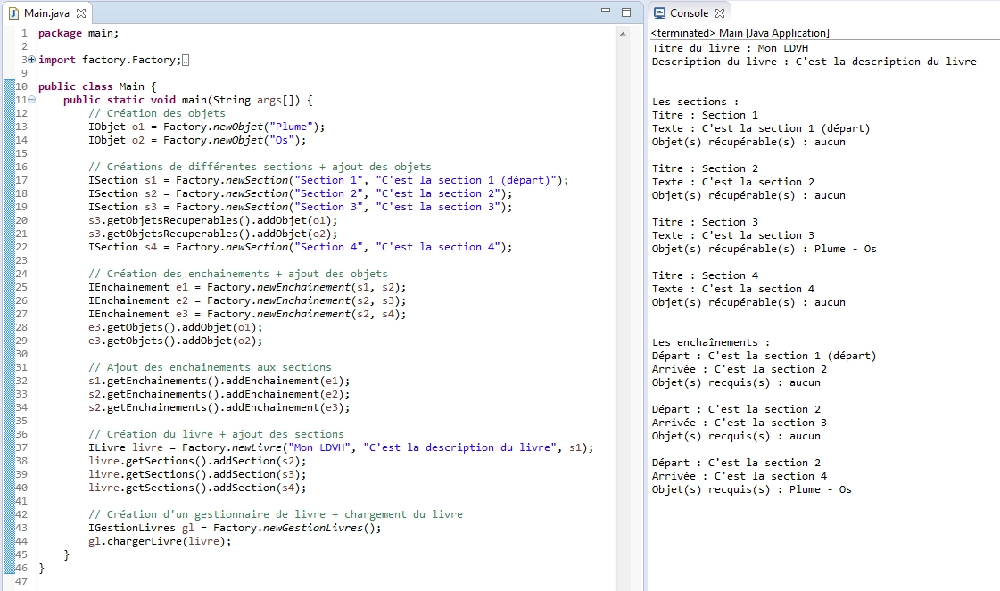 Main.java
1 package main;
2
3 import factory.Factory;
9
10 public class Main {
11     public static void main(String args[]) {
12         // Création des objets
13         IObjet o1 = Factory.newObjet("Plume");
14         IObjet o2 = Factory.newObjet("Os");
15
16         // Créations de différentes sections + ajout des objets
17         ISection s1 = Factory.newSection("Section 1", "C'est la section 1 (départ)");
18         ISection s2 = Factory.newSection("Section 2", "C'est la section 2");
19         ISection s3 = Factory.newSection("Section 3", "C'est la section 3");
20         s3.getObjetsRecuperables().addObjet(o1);
21         s3.getObjetsRecuperables().addObjet(o2);
22         ISection s4 = Factory.newSection("Section 4", "C'est la section 4");
23
24         // Création des enchainements + ajout des objets
25         IEnchainement e1 = Factory.newEnchainement(s1, s2);
26         IEnchainement e2 = Factory.newEnchainement(s2, s3);
27         IEnchainement e3 = Factory.newEnchainement(s2, s4);
28         e3.getObjets().addObjet(o1);
29         e3.getObjets().addObjet(o2);
30
31         // Ajout des enchainements aux sections
32         s1.getEnchainements().addEnchainement(e1);
33         s2.getEnchainements().addEnchainement(e2);
34         s2.getEnchainements().addEnchainement(e3);
35
36         // Création du livre + ajout des sections
37         ILivre livre = Factory.newLivre("Mon LDVH", "C'est la description du livre", s1);
38         livre.getSections().addSection(s2);
39         livre.getSections().addSection(s3);
40         livre.getSections().addSection(s4);
41
42         // Création d'un gestionnaire de livre + chargement du livre
43         IGestionLivres gl = Factory.newGestionLivres();
44         gl.chargerLivre(livre);
45     }
46 }
47
Console
<terminated> Main [Java Application]
Titre du livre : Mon LDVH
Description du livre : C'est la description du livre
Les sections :
Titre : Section 1
Texte : C'est la section 1 (départ)
Objet(s) récupérable(s) : aucun
Titre : Section 2
Texte : C'est la section 2
Objet(s) récupérable(s) : aucun
Titre : Section 3
Texte : C'est la section 3
Objet(s) récupérable(s) : Plume - Os
Titre : Section 4
Texte : C'est la section 4
Objet(s) récupérable(s) : aucun
Les enchaînements :
Départ : C'est la section 1 (départ)
Arrivée : C'est la section 2
Objet(s) recquis(s) : aucun
Départ : C'est la section 2
Arrivée : C'est la section 3
Objet(s) recquis(s) : aucun
Départ : C'est la section 2
Arrivée : C'est la section 4
Objet(s) recquis(s) : Plume - Os